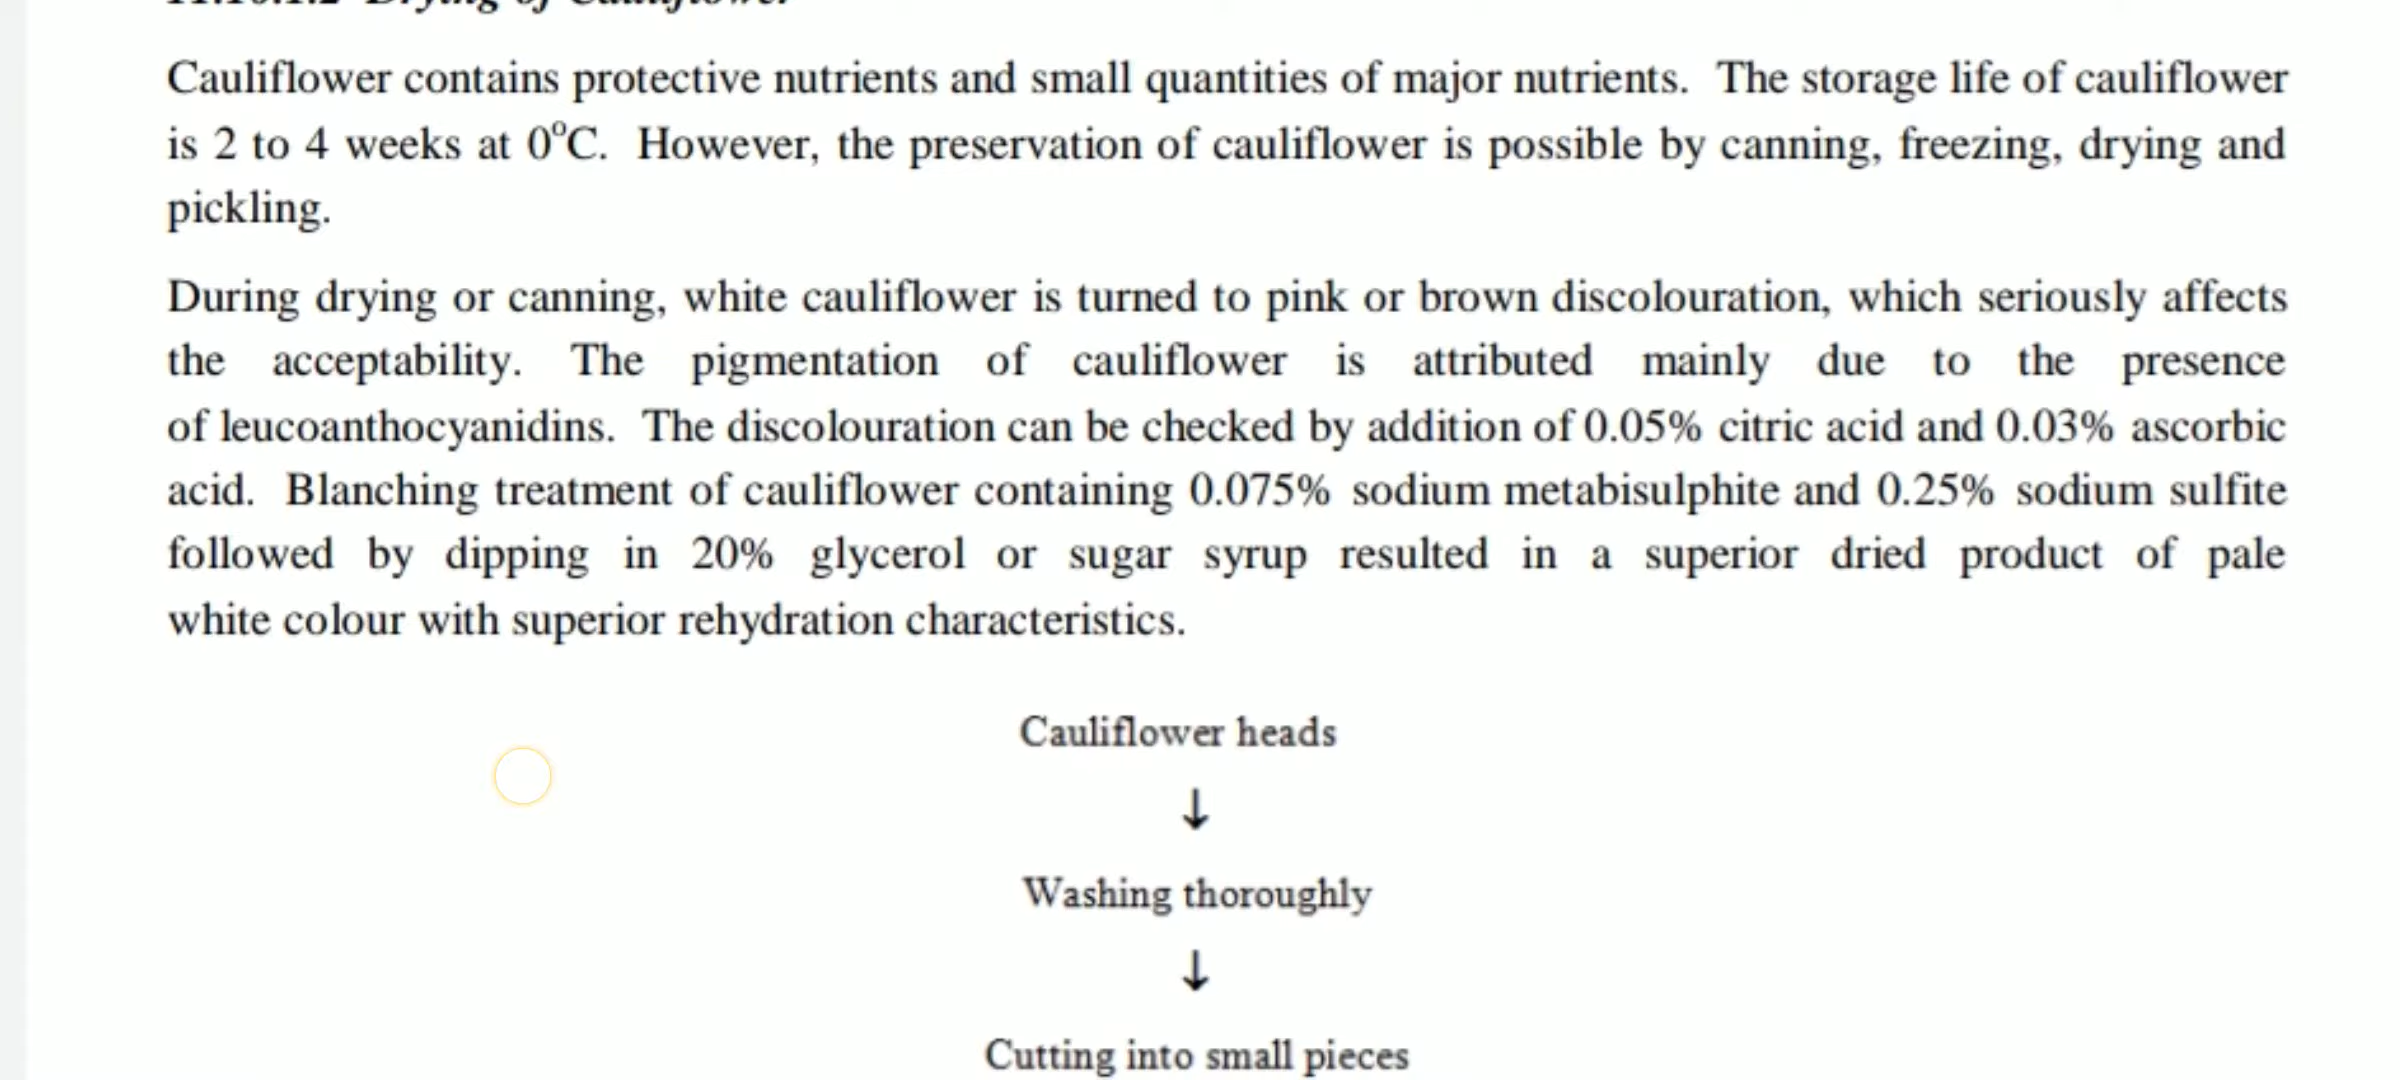 Drying of Cauliflower
Cauliflower contains protective nutrients and small quantities of major nutrients. The storage life of cauliflower
is 2 to 4 weeks at 0°C. However, the preservation of cauliflower is possible by canning, freezing, drying and
pickling.
During drying or canning, white cauliflower is turned to pink or brown discolouration, which seriously affects
the acceptability. The pigmentation of cauliflower is attributed mainly due to the presence
of leucoanthocyanidins. The discolouration can be checked by addition of 0.05% citric acid and 0.03% ascorbic
acid. Blanching treatment of cauliflower containing 0.075% sodium metabisulphite and 0.25% sodium sulfite
followed by dipping in 20% glycerol or sugar syrup resulted in a superior dried product of pale
white colour with superior rehydration characteristics.
Cauliflower heads
↓
Washing thoroughly
↓
Cutting into small pieces